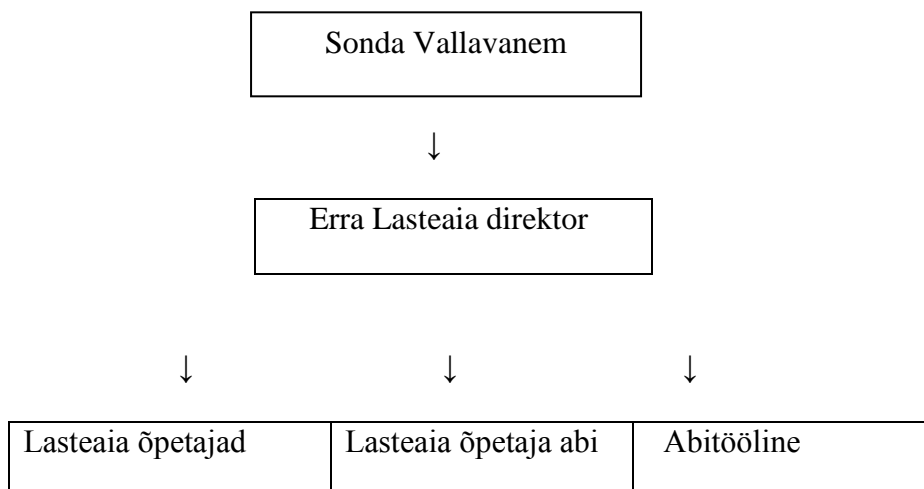 Sonda Vallavanem
↓
Erra Lasteaia direktor
↓ ↓ ↓
Lasteaia õpetajad Lasteaia õpetaja abi Abitööline